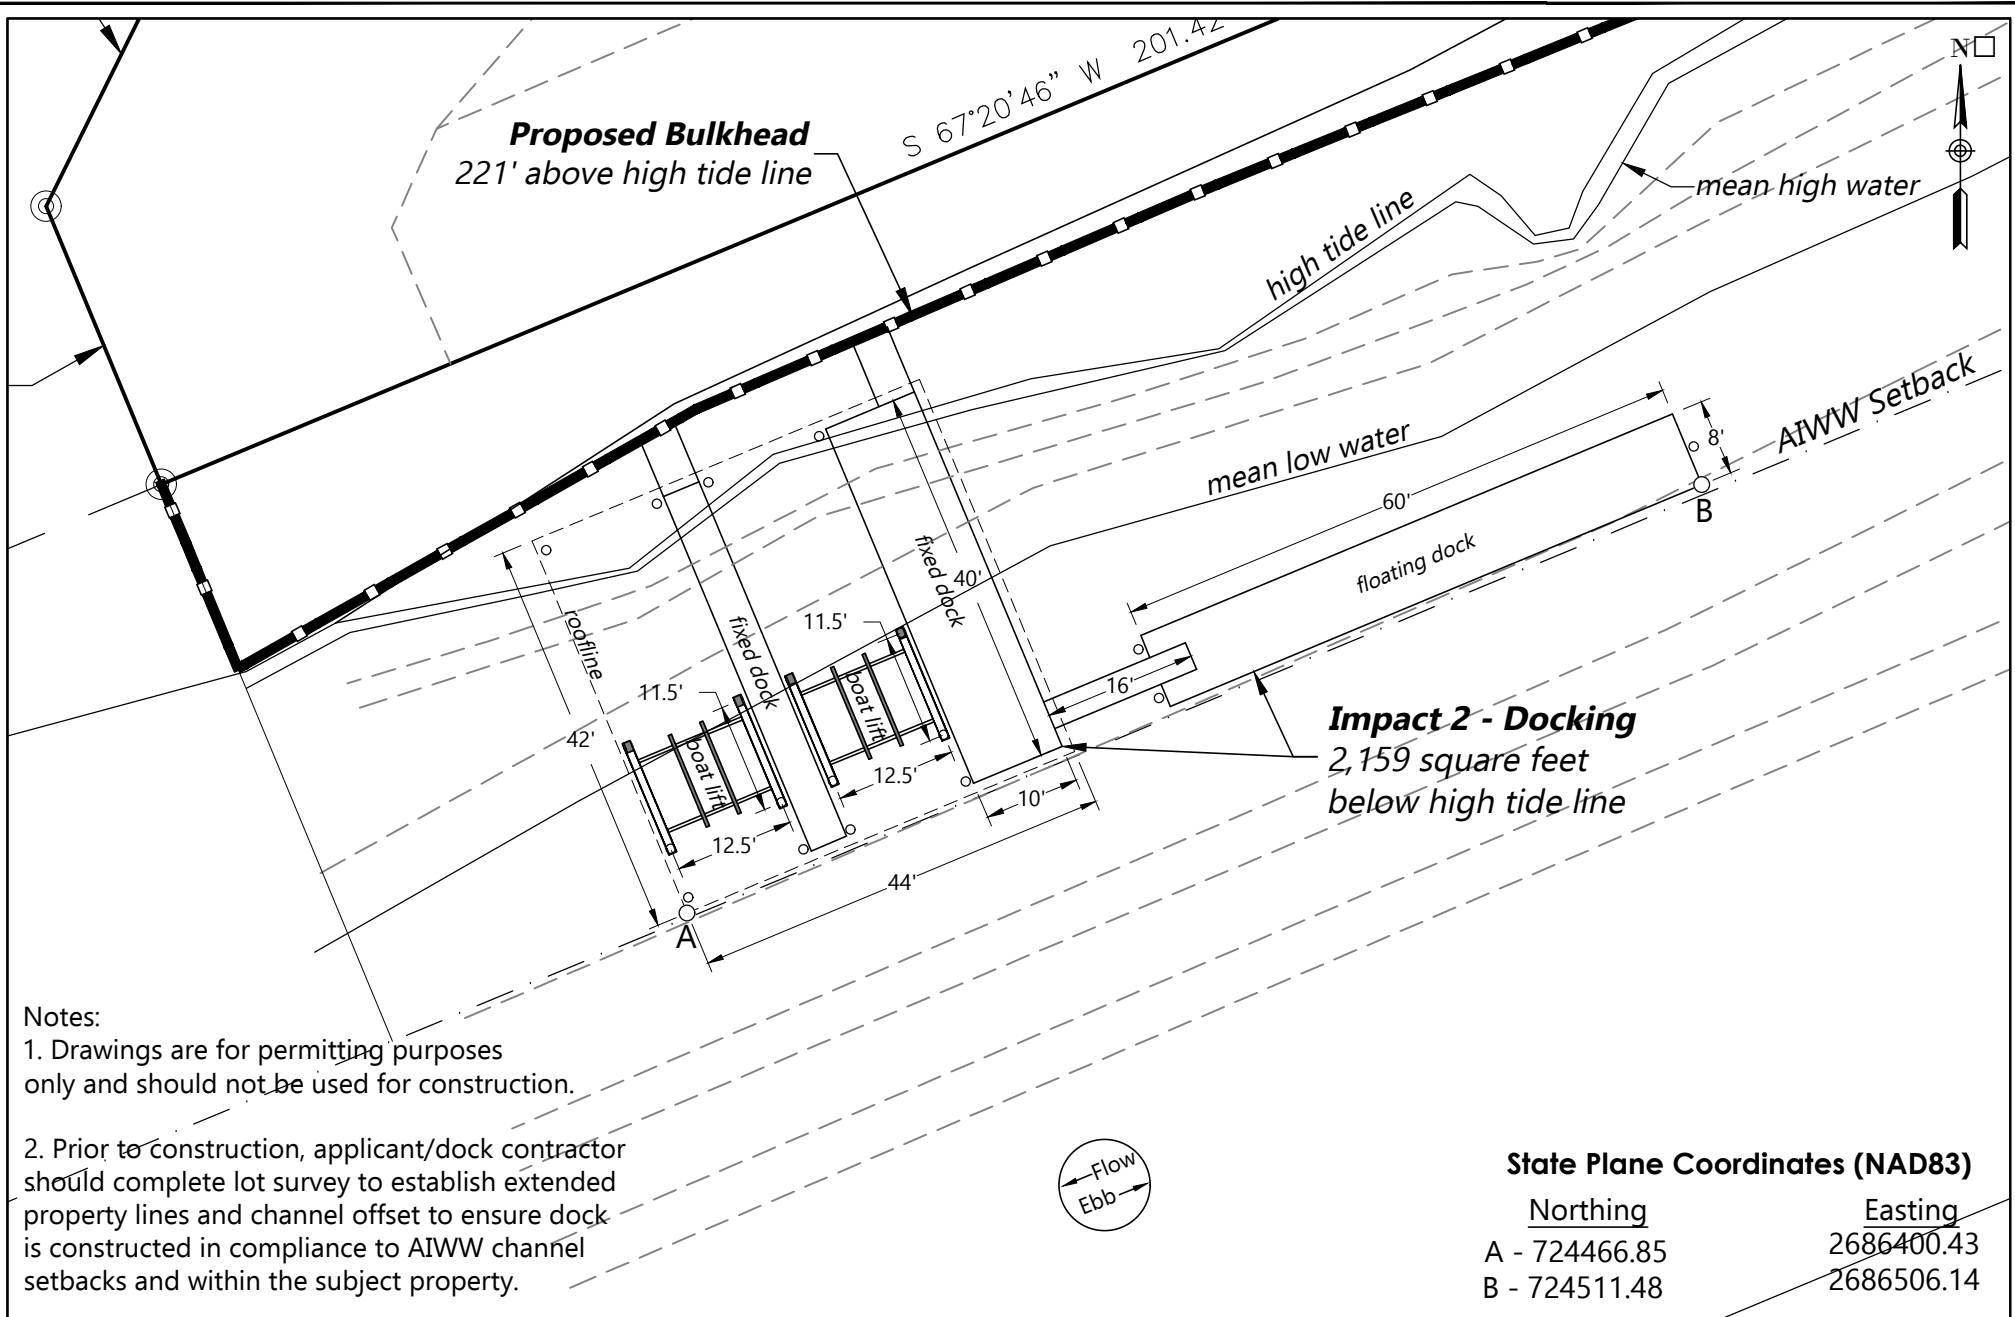 S 67°20'46” W 201.42
N
Proposed Bulkhead
221' above high tide line
mean high water
high tide line
AIWW Setback
8'
mean low water
60'
B
floating dock
fixed dock
40'
roofline
fixed dock
11.5'
boat lift
11.5'
boat lift
16'
42'
12.5'
12.5'
10'
44'
A
Impact 2 - Docking
2,159 square feet
below high tide line
Notes:
1. Drawings are for permitting purposes
only and should not be used for construction.
2. Prior to construction, applicant/dock contractor
should complete lot survey to establish extended
property lines and channel offset to ensure dock
is constructed in compliance to AIWW channel
setbacks and within the subject property.
Flow
Ebb
State Plane Coordinates (NAD83)
Northing Easting
A - 724466.85 2686400.43
B - 724511.48 2686506.14